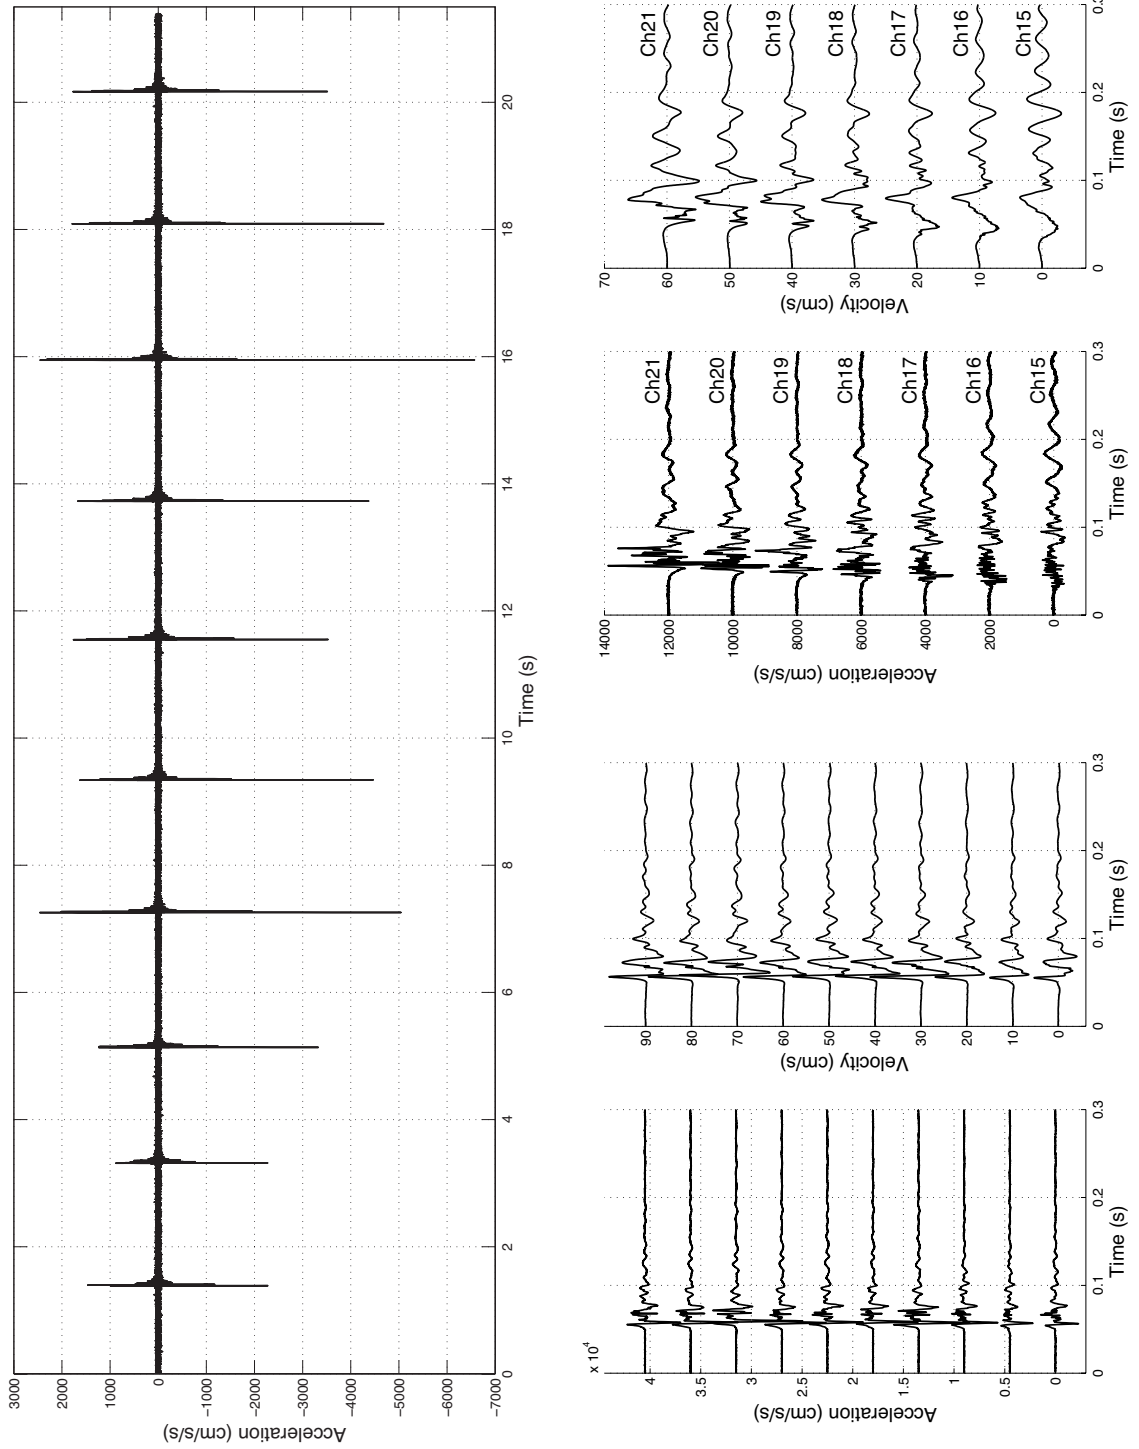 3000
2000
1000
0
−1000
−2000
−3000
−4000
−5000
−6000
−7000
Acceleration (cm/s/s)
0
2
4
6
8
10
12
14
16
18
20
Time (s)
x 10⁴
4
3.5
3
2.5
2
1.5
1
0.5
0
Acceleration (cm/s/s)
0
0.1
0.2
0.3
Time (s)
90
80
70
60
50
40
30
20
10
0
Velocity (cm/s)
0
0.1
0.2
0.3
Time (s)
14000
12000
10000
8000
6000
4000
2000
0
Acceleration (cm/s/s)
Ch21
Ch20
Ch19
Ch18
Ch17
Ch16
Ch15
0
0.1
0.2
0.3
Time (s)
70
60
50
40
30
20
10
0
Velocity (cm/s)
Ch21
Ch20
Ch19
Ch18
Ch17
Ch16
Ch15
0
0.1
0.2
Time (s)